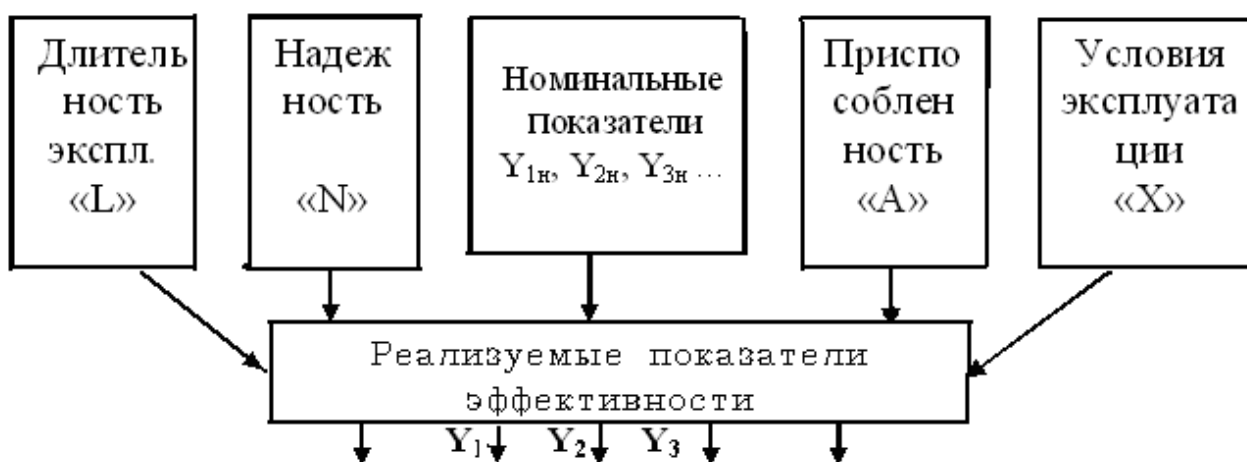 Длитель
ность
экспл.
«L»
Надеж
ность
«N»
Номинальные
показатели
Y1н, Y2н, Y3н ...
Приспо
соблен
ность
«A»
Условия
эксплуата
ции
«X»
Реализуемые показатели
эффективности
Y1 Y2 Y3